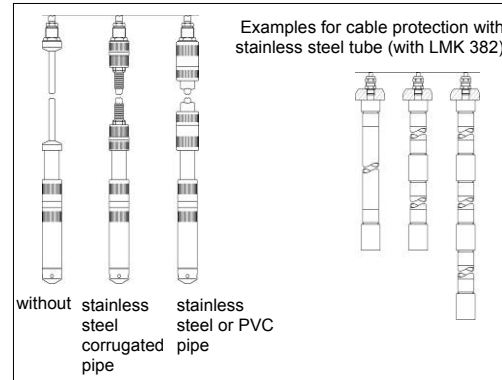 Examples for cable protection with
stainless steel tube (with LMK 382)
without
stainless
steel
corrugated
pipe
stainless
steel or PVC
pipe